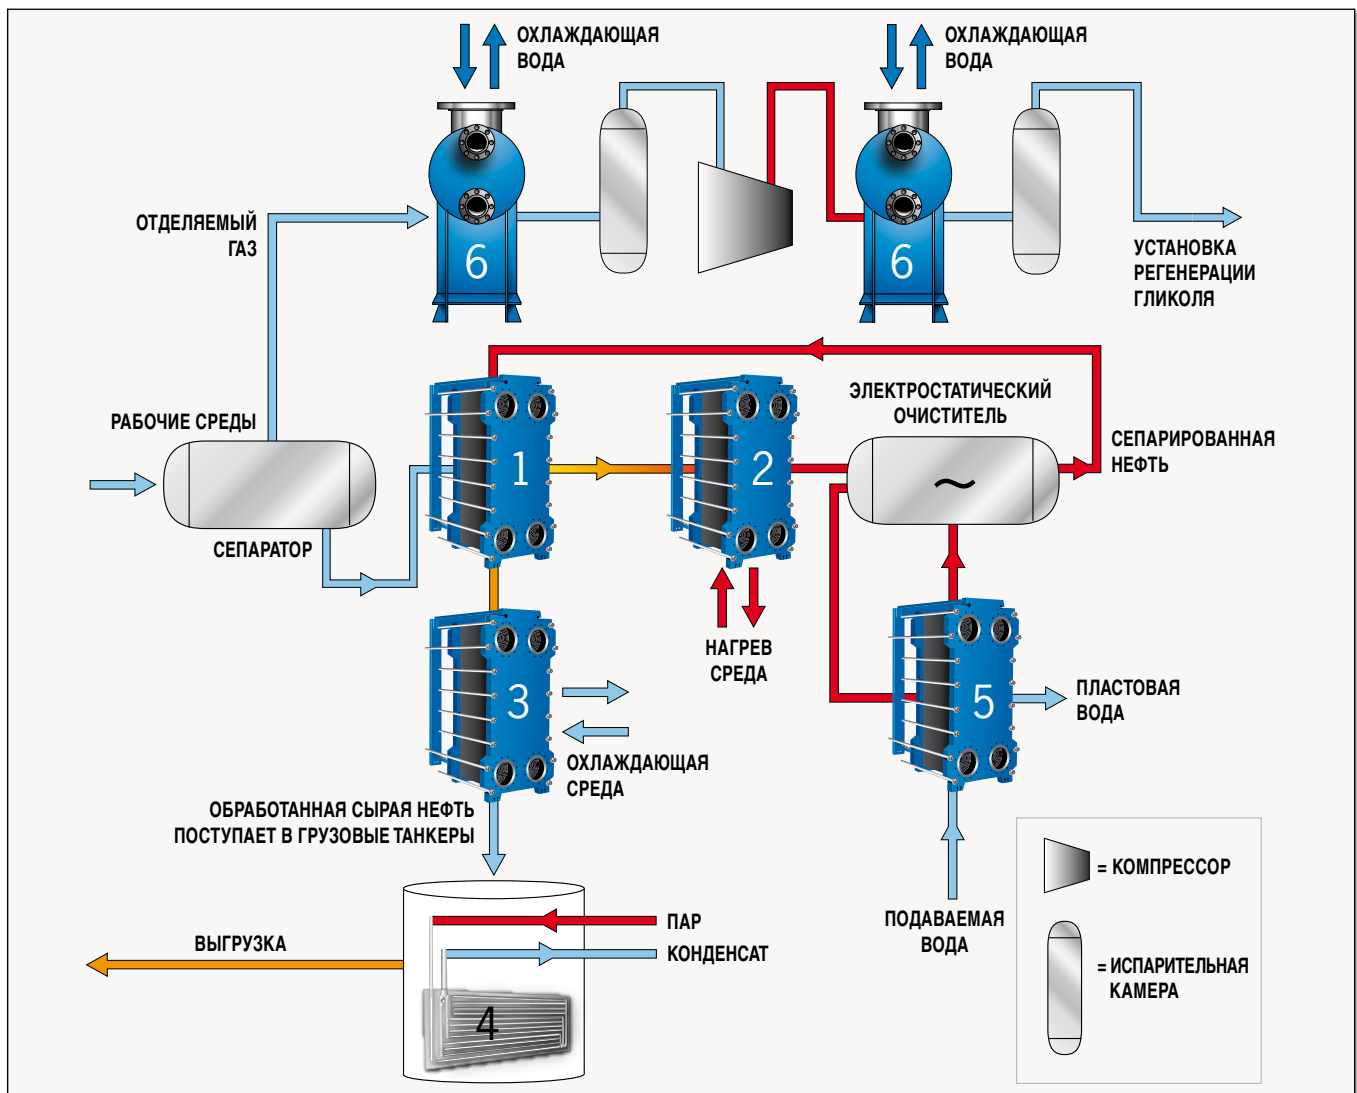 ОХЛАЖДАЮЩАЯ
ВОДА
ОХЛАЖДАЮЩАЯ
ВОДА
ОТДЕЛЯЕМЫЙ
ГАЗ
6
6
УСТАНОВКА
РЕГЕНЕРАЦИИ
ГЛИКОЛЯ
РАБОЧИЕ СРЕДЫ
СЕПАРАТОР
1
2
ЭЛЕКТРОСТАТИЧЕСКИЙ
ОЧИСТИТЕЛЬ
~
СЕПАРИРОВАННАЯ
НЕФТЬ
НАГРЕВ
СРЕДА
3
ОХЛАЖДАЮЩАЯ
СРЕДА
5
ПЛАСТОВАЯ
ВОДА
ОБРАБОТАННАЯ СЫРАЯ НЕФТЬ
ПОСТУПАЕТ В ГРУЗОВЫЕ ТАНКЕРЫ
ПАР
КОНДЕНСАТ
4
ВЫГРУЗКА
ПОДАВАЕМАЯ
ВОДА
= КОМПРЕССОР
= ИСПАРИТЕЛЬНАЯ
КАМЕРА